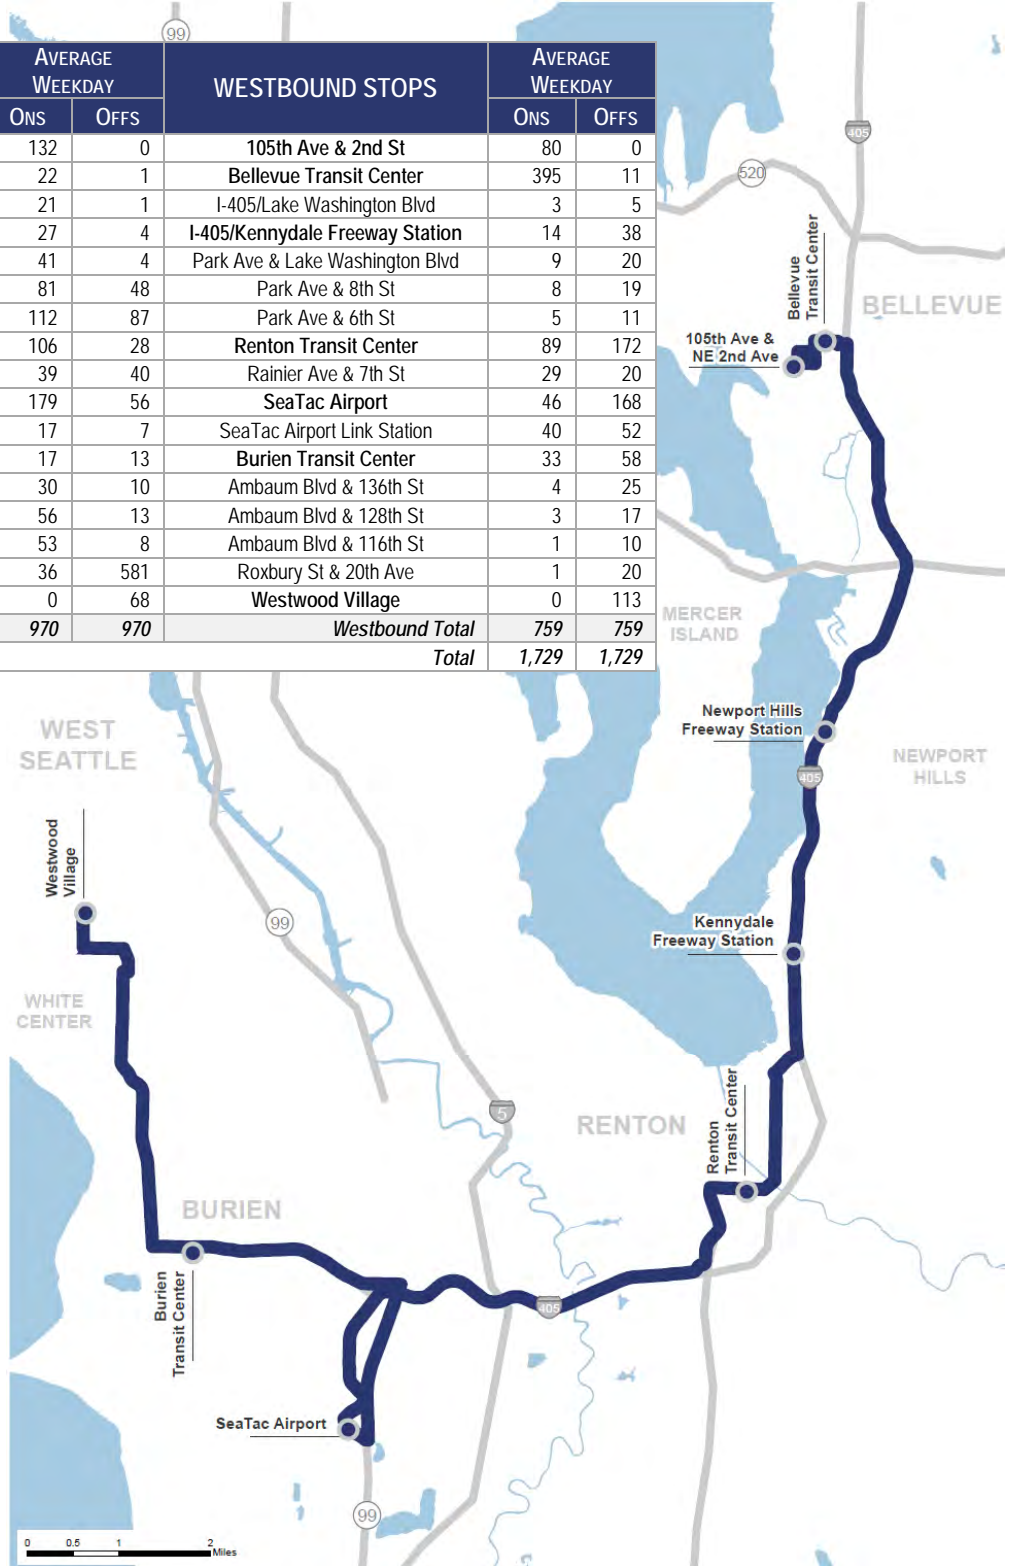 99
AVERAGE WEEKDAY WESTBOUND STOPS AVERAGE WEEKDAY
ONS OFFS ONS OFFS
132 0 105th Ave & 2nd St 80 0
22 1 Bellevue Transit Center 395 11
21 1 I-405/Lake Washington Blvd 3 5
27 4 I-405/Kennydale Freeway Station 14 38
41 4 Park Ave & Lake Washington Blvd 9 20
81 48 Park Ave & 8th St 8 19
112 87 Park Ave & 6th St 5 11
106 28 Renton Transit Center 89 172
39 40 Rainier Ave & 7th St 29 20
179 56 SeaTac Airport 46 168
17 7 SeaTac Airport Link Station 40 52
17 13 Burien Transit Center 33 58
30 10 Ambaum Blvd & 136th St 4 25
56 13 Ambaum Blvd & 128th St 3 17
53 8 Ambaum Blvd & 116th St 1 10
36 581 Roxbury St & 20th Ave 1 20
0 68 Westwood Village 0 113
970 970 Westbound Total 759 759
Total 1,729 1,729
405
520
Bellevue
Transit Center
BELLEVUE
105th Ave &
NE 2nd Ave
MERCER
ISLAND
Newport Hills
Freeway Station
NEWPORT
HILLS
405
WEST
SEATTLE
Westwood
Village
99
Kennydale
Freeway Station
WHITE
CENTER
5
RENTON
Renton
Transit Center
BURIEN
Burien
Transit Center
405
SeaTac Airport
99
0 0.5 1 2
Miles